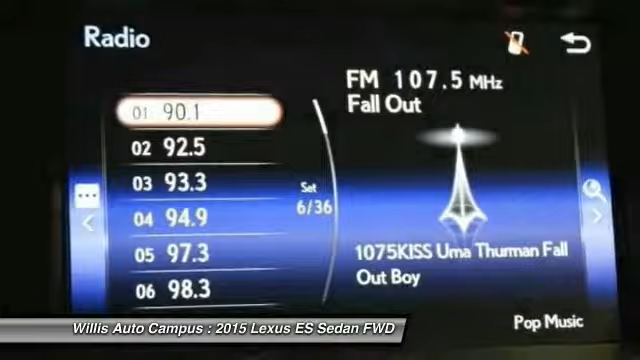 Radio
FM 107.5 MHz
Fall Out
01 90.1
02 92.5
03 93.3
04 94.9
05 97.3
06 98.3
Set
6/36
1075KISS Uma Thurman Fall
Out Boy
Pop Music
Willis Auto Campus : 2015 Lexus ES Sedan FWD